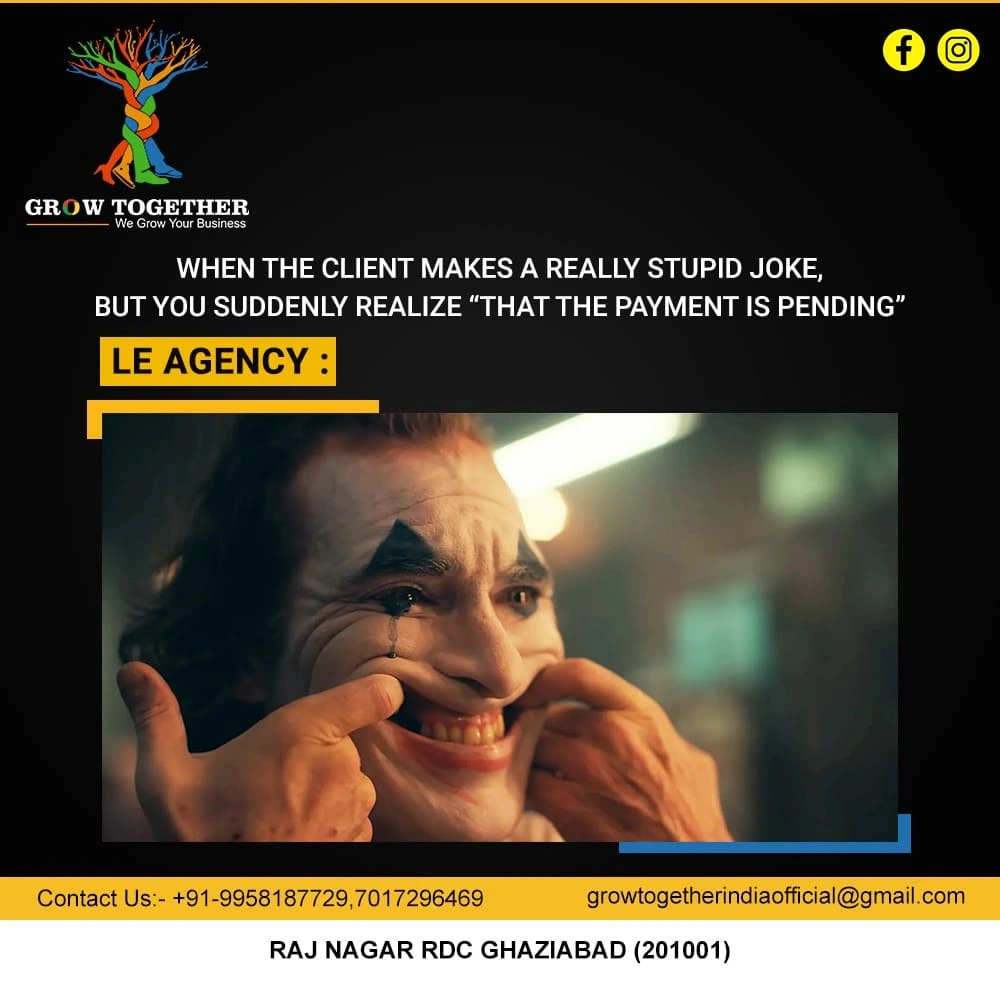 GROW TOGETHER
We Grow Your Business
WHEN THE CLIENT MAKES A REALLY STUPID JOKE,
BUT YOU SUDDENLY REALIZE “THAT THE PAYMENT IS PENDING”
LE AGENCY :
Contact Us:- +91-9958187729,7017296469
growtogetherindiaofficial@gmail.com
RAJ NAGAR RDC GHAZIABAD (201001)